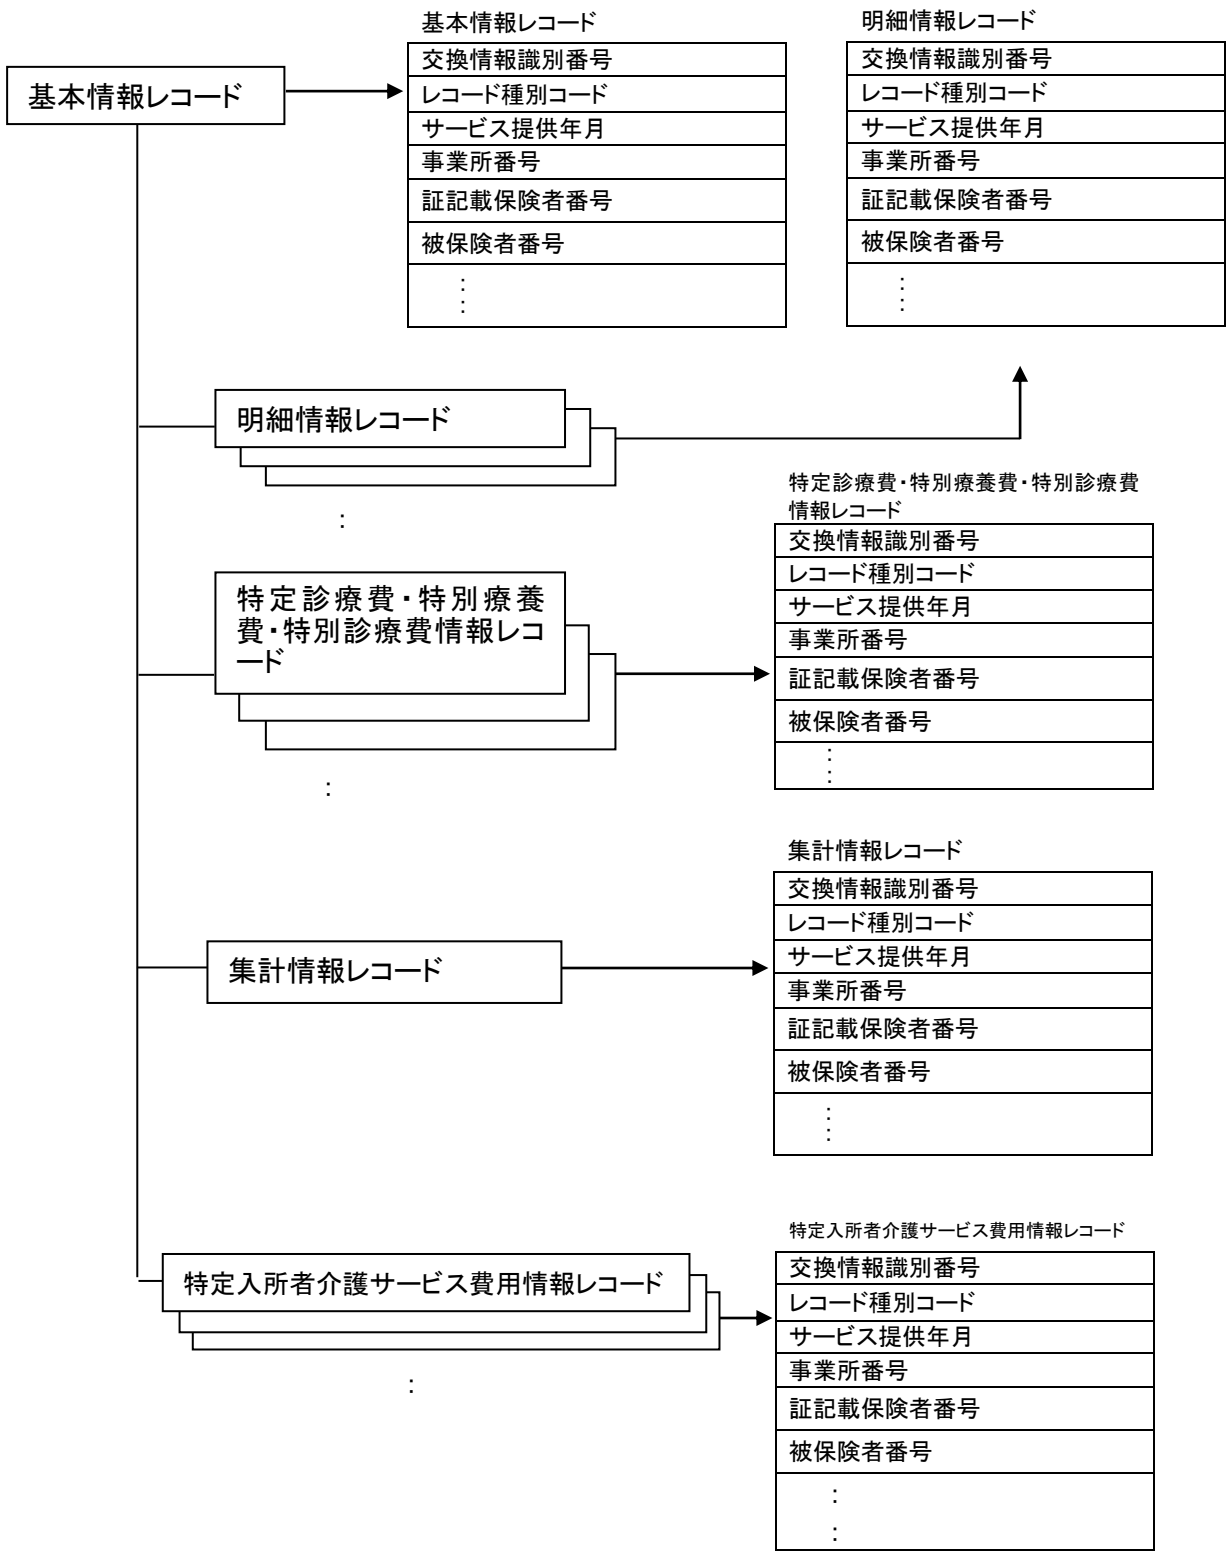 基本情報レコード
基本情報レコード
交換情報識別番号
レコード種別コード
サービス提供年月
事業所番号
証記載保険者番号
被保険者番号
:
:
明細情報レコード
交換情報識別番号
レコード種別コード
サービス提供年月
事業所番号
証記載保険者番号
被保険者番号
:
:
明細情報レコード
:
特定診療費・特別療養
費・特別診療費情報レコ
ード
:
特定診療費・特別療養費・特別診療費
情報レコード
交換情報識別番号
レコード種別コード
サービス提供年月
事業所番号
証記載保険者番号
被保険者番号
:
:
集計情報レコード
集計情報レコード
交換情報識別番号
レコード種別コード
サービス提供年月
事業所番号
証記載保険者番号
被保険者番号
:
:
特定入所者介護サービス費用情報レコード
:
特定入所者介護サービス費用情報レコード
交換情報識別番号
レコード種別コード
サービス提供年月
事業所番号
証記載保険者番号
被保険者番号
:
: